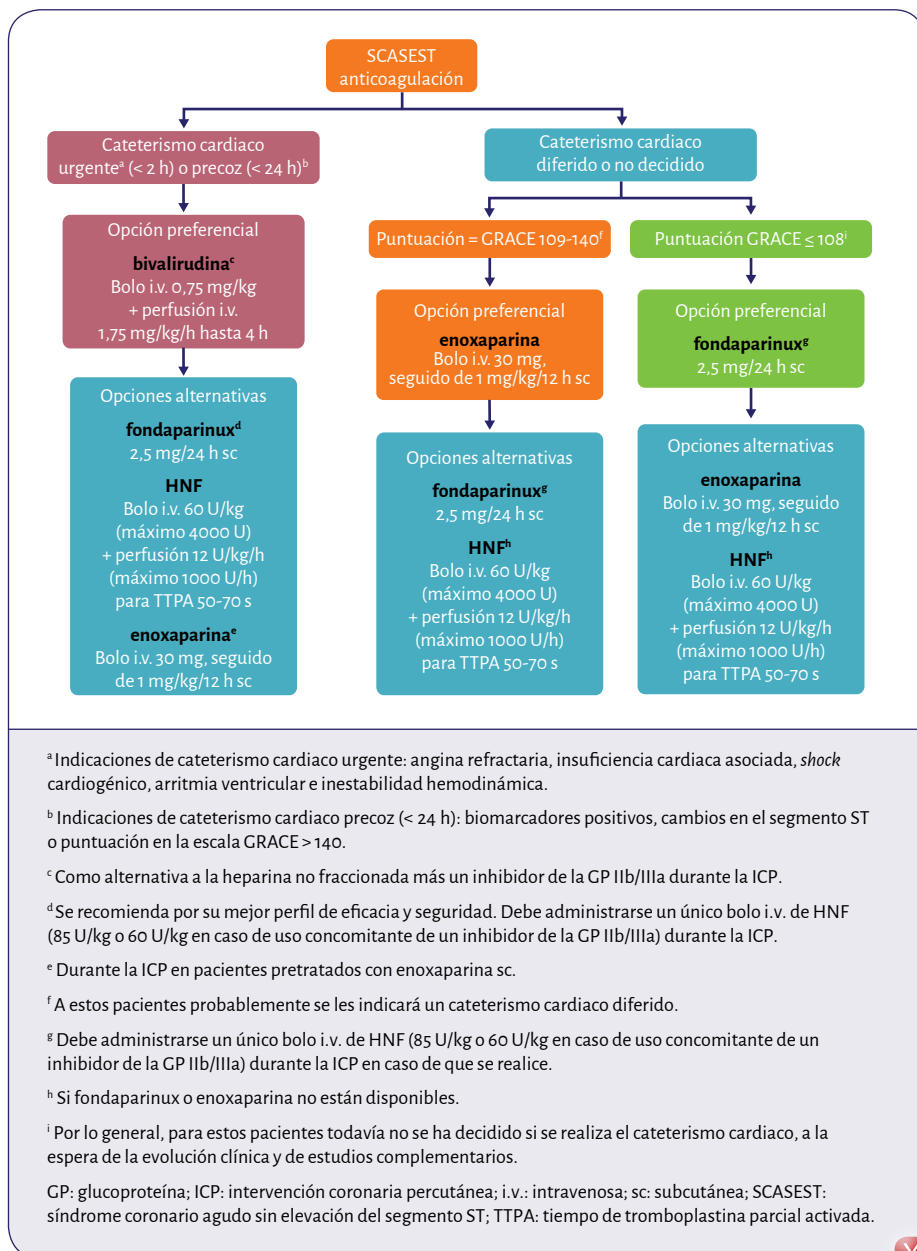 SCASEST
anticoagulación
Cateterismo cardiaco
urgenteᵃ (< 2 h) o precoz (< 24 h)ᵇ
Cateterismo cardiaco
diferido o no decidido
Opción preferencial
bivalirudinaᶜ
Bolo i.v. 0,75 mg/kg
+ perfusión i.v.
1,75 mg/kg/h hasta 4 h
Opciones alternativas
fondaparinuxᵈ
2,5 mg/24 h sc
HNF
Bolo i.v. 60 U/kg
(máximo 4000 U)
+ perfusión 12 U/kg/h
(máximo 1000 U/h)
para TTPA 50-70 s
enoxaparinaᵉ
Bolo i.v. 30 mg, seguido
de 1 mg/kg/12 h sc
Puntuación = GRACE 109-140ᶠ
Opción preferencial
enoxaparina
Bolo i.v. 30 mg,
seguido de 1 mg/kg/12 h sc
Opciones alternativas
fondaparinuxᵍ
2,5 mg/24 h sc
HNFʰ
Bolo i.v. 60 U/kg
(máximo 4000 U)
+ perfusión 12 U/kg/h
(máximo 1000 U/h)
para TTPA 50-70 s
Puntuación GRACE ≤ 108ⁱ
Opción preferencial
fondaparinuxᵍ
2,5 mg/24 h sc
Opciones alternativas
enoxaparina
Bolo i.v. 30 mg, seguido
de 1 mg/kg/12 h sc
HNFʰ
Bolo i.v. 60 U/kg
(máximo 4000 U)
+ perfusión 12 U/kg/h
(máximo 1000 U/h)
para TTPA 50-70 s
ᵃ Indicaciones de cateterismo cardiaco urgente: angina refractaria, insuficiencia cardiaca asociada, shock
cardiogénico, arritmia ventricular e inestabilidad hemodinámica.
ᵇ Indicaciones de cateterismo cardiaco precoz (< 24 h): biomarcadores positivos, cambios en el segmento ST
o puntuación en la escala GRACE > 140.
ᶜ Como alternativa a la heparina no fraccionada más un inhibidor de la GP IIb/IIIa durante la ICP.
ᵈ Se recomienda por su mejor perfil de eficacia y seguridad. Debe administrarse un único bolo i.v. de HNF
(85 U/kg o 60 U/kg en caso de uso concomitante de un inhibidor de la GP IIb/IIIa) durante la ICP.
ᵉ Durante la ICP en pacientes pretratados con enoxaparina sc.
ᶠ A estos pacientes probablemente se les indicará un cateterismo cardiaco diferido.
ᵍ Debe administrarse un único bolo i.v. de HNF (85 U/kg o 60 U/kg en caso de uso concomitante de un
inhibidor de la GP IIb/IIIa) durante la ICP en caso de que se realice.
ʰ Si fondaparinux o enoxaparina no están disponibles.
ⁱ Por lo general, para estos pacientes todavía no se ha decidido si se realiza el cateterismo cardiaco, a la
espera de la evolución clínica y de estudios complementarios.
GP: glucoproteína; ICP: intervención coronaria percutánea; i.v.: intravenosa; sc: subcutánea; SCASEST:
síndrome coronario agudo sin elevación del segmento ST; TTPA: tiempo de tromboplastina parcial activada.